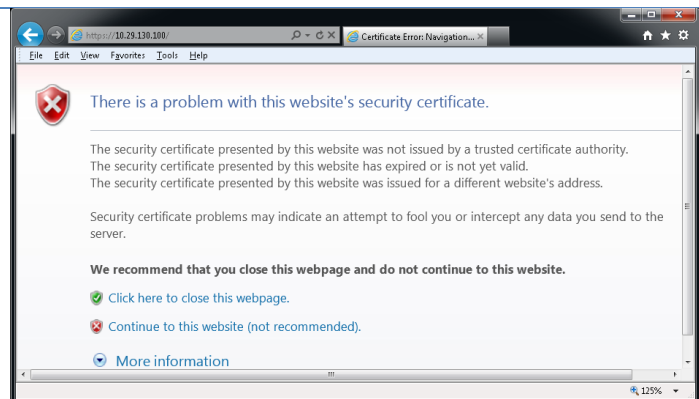 https://10.29.130.100/
Certificate Error: Navigation...
File Edit View Favorites Tools Help
There is a problem with this website's security certificate.
The security certificate presented by this website was not issued by a trusted certificate authority.
The security certificate presented by this website has expired or is not yet valid.
The security certificate presented by this website was issued for a different website's address.
Security certificate problems may indicate an attempt to fool you or intercept any data you send to the
server.
We recommend that you close this webpage and do not continue to this website.
Click here to close this webpage.
Continue to this website (not recommended).
More information
125%